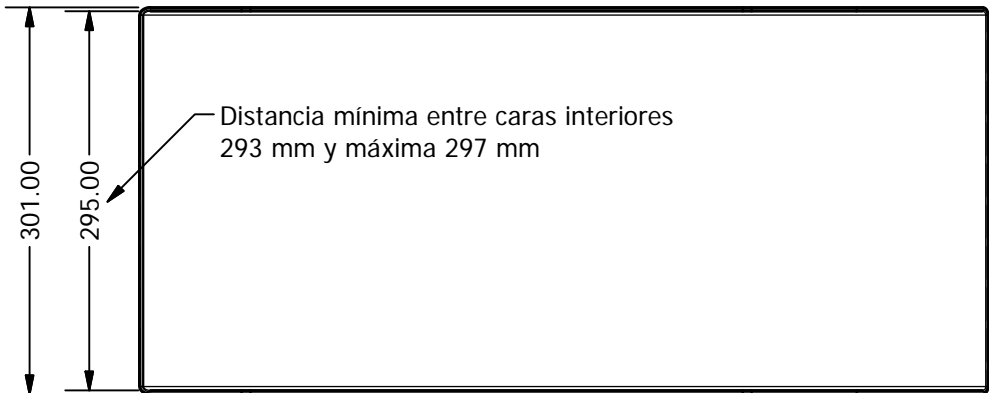 Distancia mínima entre caras interiores
293 mm y máxima 297 mm
301.00
295.00